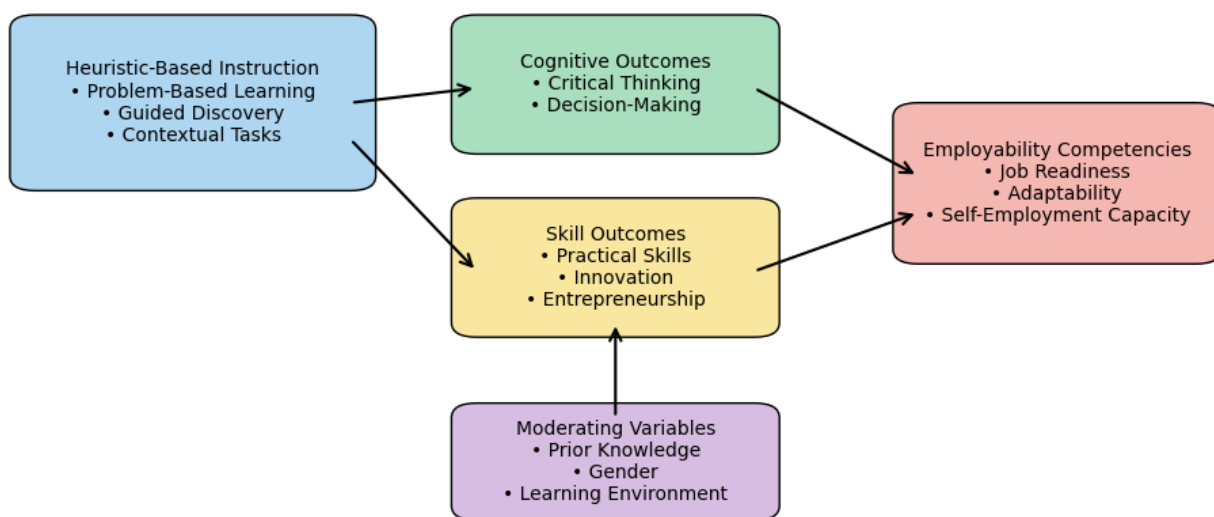 Heuristic-Based Instruction
• Problem-Based Learning
• Guided Discovery
• Contextual Tasks
Cognitive Outcomes
• Critical Thinking
• Decision-Making
Skill Outcomes
• Practical Skills
• Innovation
• Entrepreneurship
Moderating Variables
• Prior Knowledge
• Gender
• Learning Environment
Employability Competencies
• Job Readiness
• Adaptability
• Self-Employment Capacity